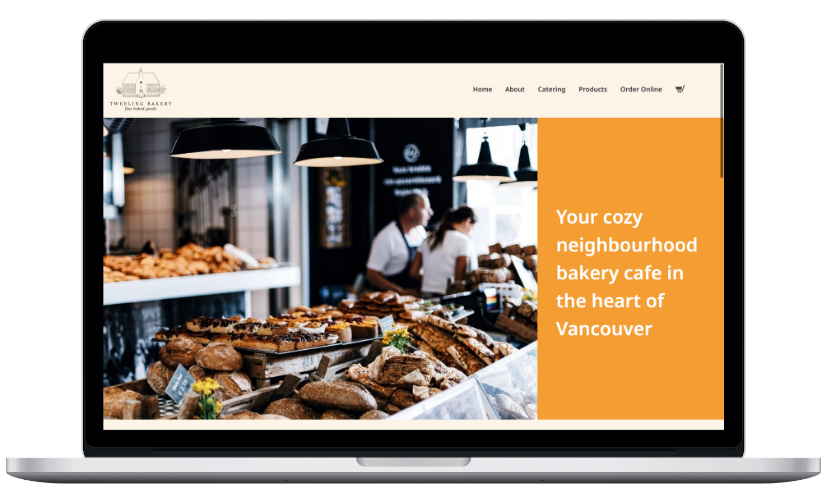 TWEELING BAKERY
fine baked goods
Home
About
Catering
Products
Order Online
Your cozy
neighbourhood
bakery cafe in
the heart of
Vancouver